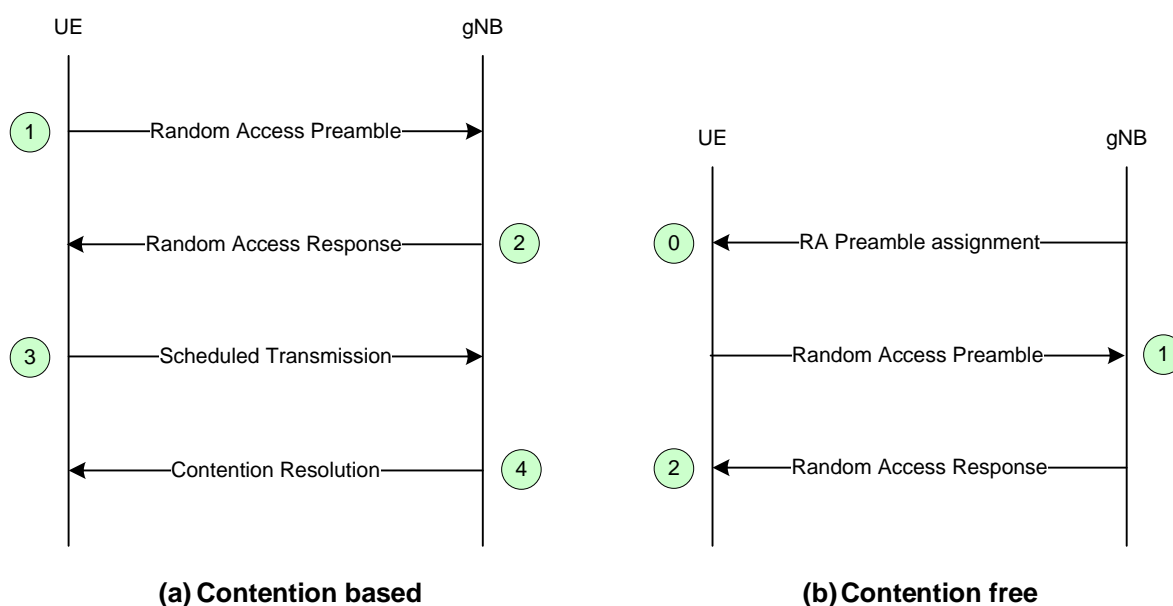 UE gNB
1 Random Access Preamble
Random Access Response 2
3 Scheduled Transmission
Contention Resolution 4
(a) Contention based
UE gNB
0 RA Preamble assignment
Random Access Preamble 1
2 Random Access Response
(b) Contention free